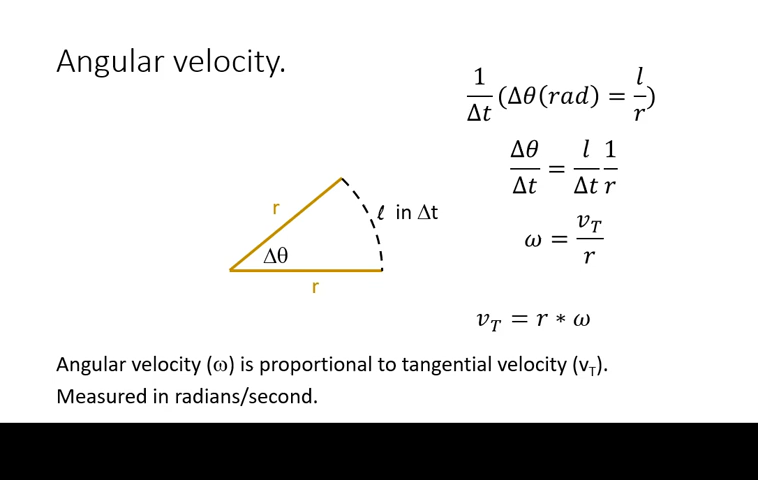 Angular velocity.
1/Δt (Δθ(rad) = l/r)
Δθ/Δt = l/Δt 1/r
ω = v_T/r
v_T = r * ω
r
ℓ in Δt
Δθ
r
Angular velocity (ω) is proportional to tangential velocity (v_T).
Measured in radians/second.